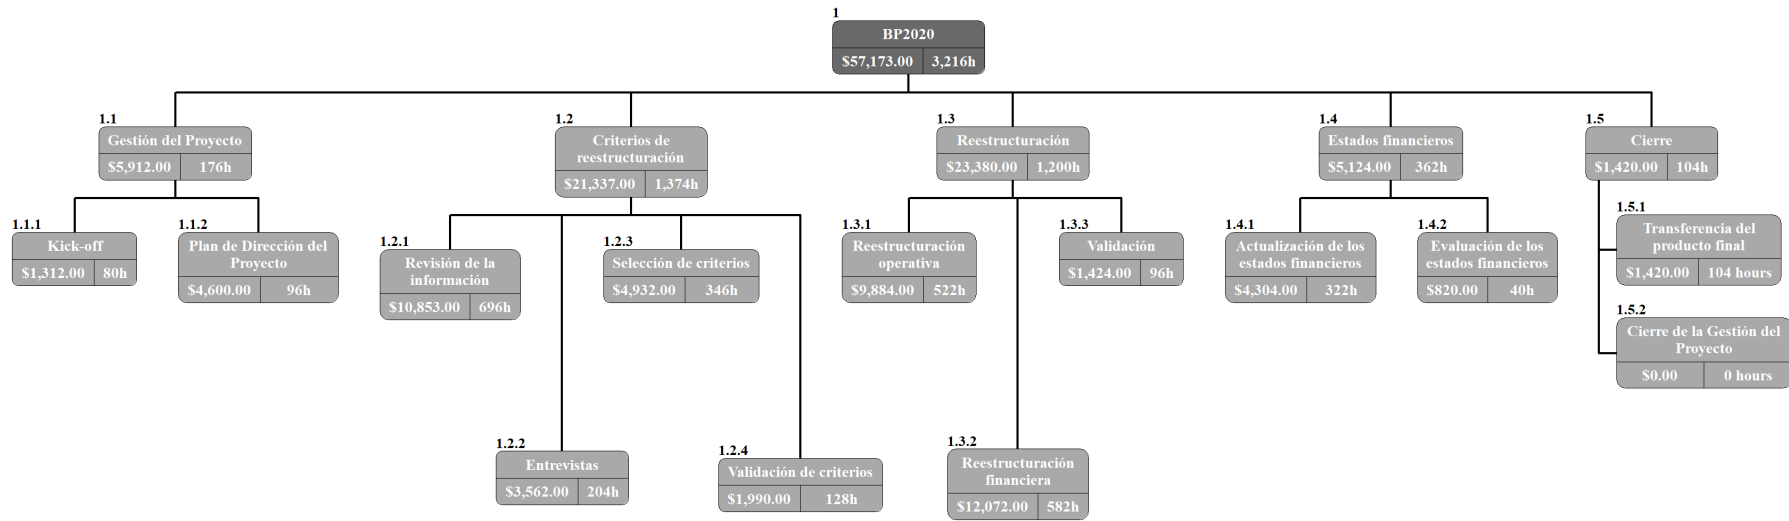 1
BP2020
$57,173.00 3,216h
1.1
Gestión del Proyecto
$5,912.00 176h
1.2
Criterios de
reestructuración
$21,337.00 1,374h
1.3
Reestructuración
$23,380.00 1,200h
1.4
Estados financieros
$5,124.00 362h
1.5
Cierre
$1,420.00 104h
1.1.1
Kick-off
$1,312.00 80h
1.1.2
Plan de Dirección del
Proyecto
$4,600.00 96h
1.2.1
Revisión de la
información
$10,853.00 696h
1.2.3
Selección de criterios
$4,932.00 346h
1.3.1
Reestructuración
operativa
$9,884.00 522h
1.3.3
Validación
$1,424.00 96h
1.4.1
Actualización de los
estados financieros
$4,304.00 322h
1.4.2
Evaluación de los
estados financieros
$820.00 40h
1.5.1
Transferencia del
producto final
$1,420.00 104 hours
1.5.2
Cierre de la Gestión del
Proyecto
$0.00 0 hours
1.2.2
Entrevistas
$3,562.00 204h
1.2.4
Validación de criterios
$1,990.00 128h
1.3.2
Reestructuración
financiera
$12,072.00 582h